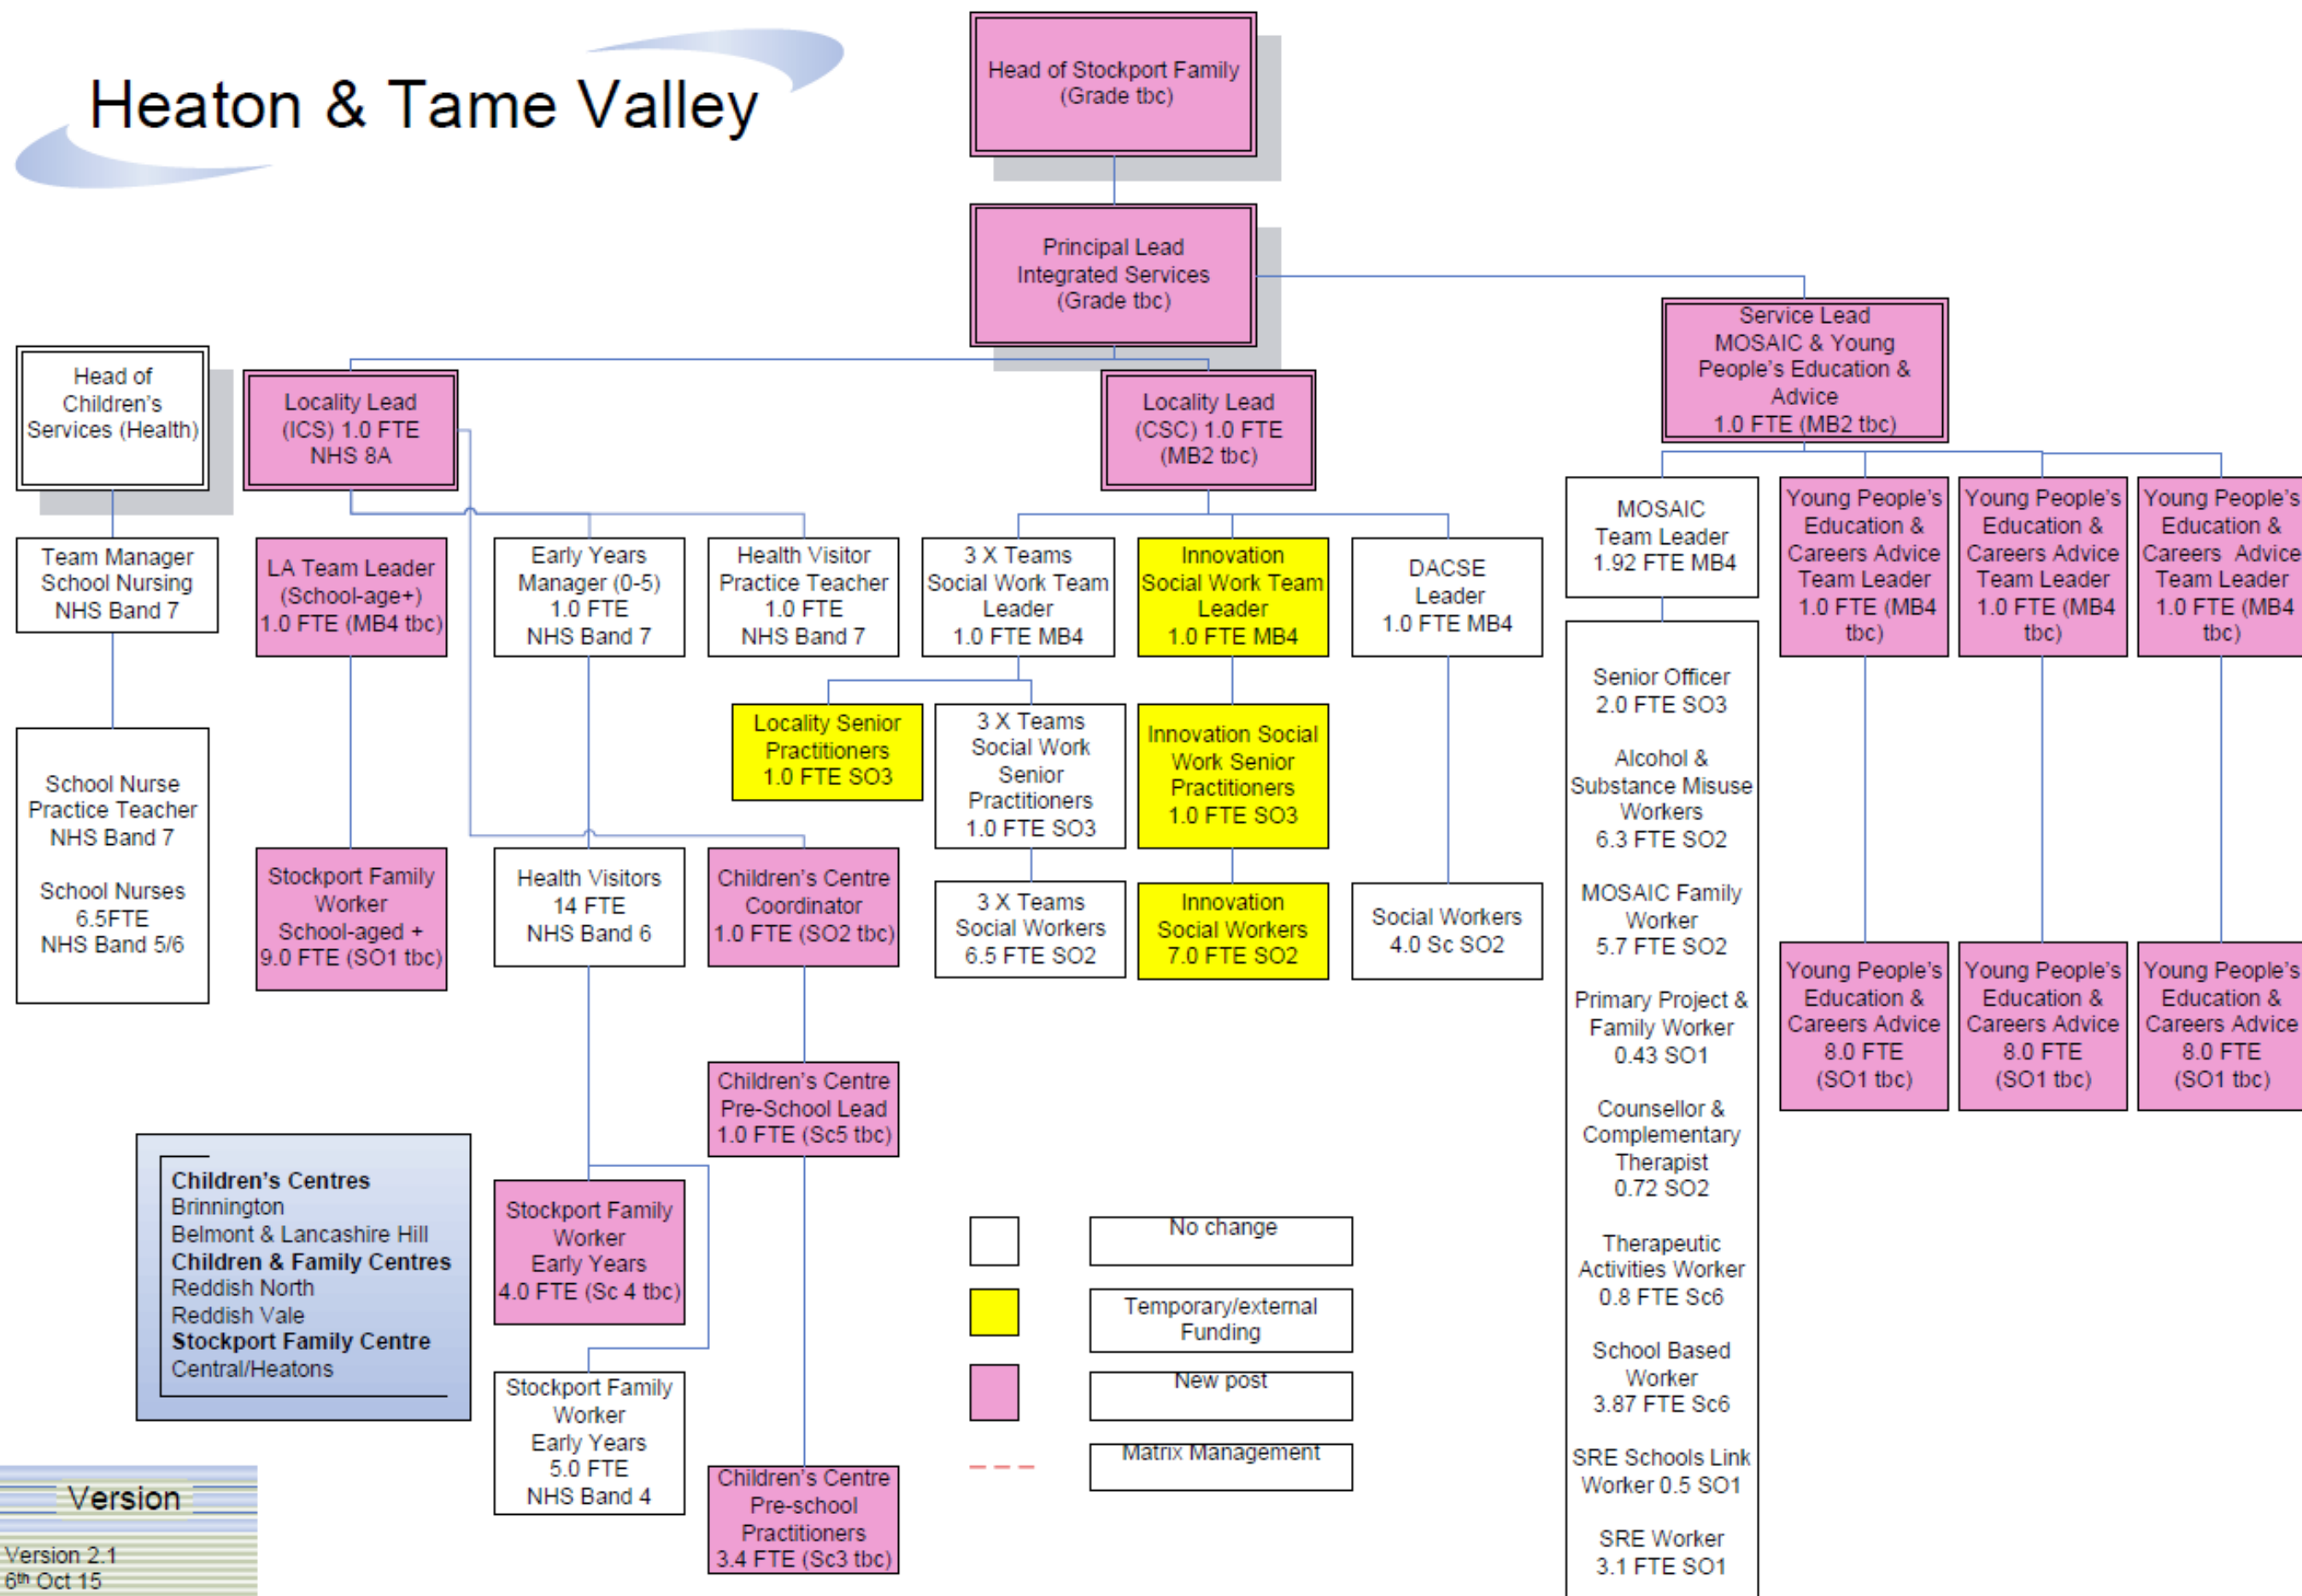 Heaton & Tame Valley
Head of Stockport Family
(Grade tbc)
Principal Lead
Integrated Services
(Grade tbc)
Service Lead
MOSAIC & Young
People's Education &
Advice
1.0 FTE (MB2 tbc)
Head of
Children's
Services (Health)
Locality Lead
(ICS) 1.0 FTE
NHS 8A
Locality Lead
(CSC) 1.0 FTE
(MB2 tbc)
Team Manager
School Nursing
NHS Band 7
LA Team Leader
(School-age+)
1.0 FTE (MB4 tbc)
Early Years
Manager (0-5)
1.0 FTE
NHS Band 7
Health Visitor
Practice Teacher
1.0 FTE
NHS Band 7
3 X Teams
Social Work Team
Leader
1.0 FTE MB4
Innovation
Social Work Team
Leader
1.0 FTE MB4
DACSE
Leader
1.0 FTE MB4
MOSAIC
Team Leader
1.92 FTE MB4
Young People's
Education &
Careers Advice
Team Leader
1.0 FTE (MB4
tbc)
Young People's
Education &
Careers Advice
Team Leader
1.0 FTE (MB4
tbc)
Young People's
Education &
Careers Advice
Team Leader
1.0 FTE (MB4
tbc)
School Nurse
Practice Teacher
NHS Band 7
School Nurses
6.5FTE
NHS Band 5/6
Locality Senior
Practitioners
1.0 FTE SO3
3 X Teams
Social Work
Senior
Practitioners
1.0 FTE SO3
Innovation Social
Work Senior
Practitioners
1.0 FTE SO3
Stockport Family
Worker
School-aged +
9.0 FTE (SO1 tbc)
Health Visitors
14 FTE
NHS Band 6
Children's Centre
Coordinator
1.0 FTE (SO2 tbc)
3 X Teams
Social Workers
6.5 FTE SO2
Innovation
Social Workers
7.0 FTE SO2
Social Workers
4.0 Sc SO2
Senior Officer
2.0 FTE SO3
Alcohol &
Substance Misuse
Workers
6.3 FTE SO2
MOSAIC Family
Worker
5.7 FTE SO2
Primary Project &
Family Worker
0.43 SO1
Counsellor &
Complementary
Therapist
0.72 SO2
Therapeutic
Activities Worker
0.8 FTE Sc6
School Based
Worker
3.87 FTE Sc6
SRE Schools Link
Worker 0.5 SO1
SRE Worker
3.1 FTE SO1
Young People's
Education &
Careers Advice
8.0 FTE
(SO1 tbc)
Young People's
Education &
Careers Advice
8.0 FTE
(SO1 tbc)
Young People's
Education &
Careers Advice
8.0 FTE
(SO1 tbc)
Children's Centre
Pre-School Lead
1.0 FTE (Sc5 tbc)
Children's Centres
Brinnington
Belmont & Lancashire Hill
Children & Family Centres
Reddish North
Reddish Vale
Stockport Family Centre
Central/Heatons
Stockport Family
Worker
Early Years
4.0 FTE (Sc 4 tbc)
Stockport Family
Worker
Early Years
5.0 FTE
NHS Band 4
Children's Centre
Pre-school
Practitioners
3.4 FTE (Sc3 tbc)
No change
Temporary/external
Funding
New post
Matrix Management
Version
Version 2.1
6th Oct 15